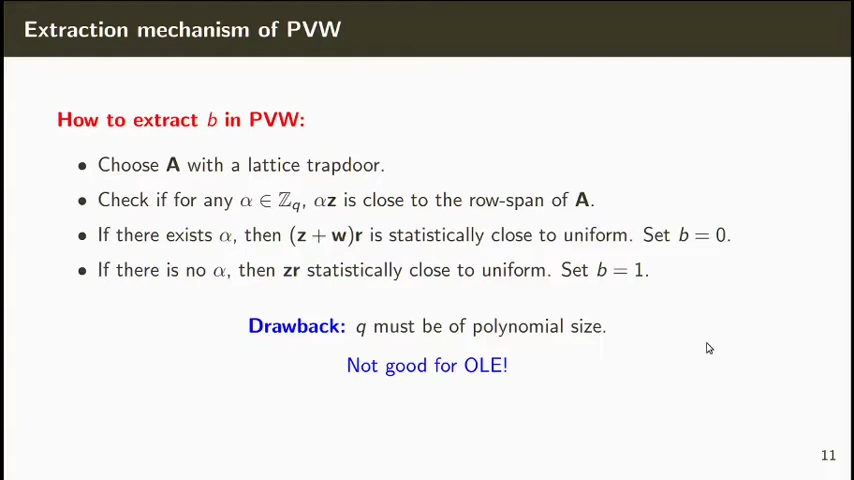 Extraction mechanism of PVW
How to extract b in PVW:
• Choose A with a lattice trapdoor.
• Check if for any α ∈ ℤq, αz is close to the row-span of A.
• If there exists α, then (z + w)r is statistically close to uniform. Set b = 0.
• If there is no α, then zr statistically close to uniform. Set b = 1.
Drawback: q must be of polynomial size.
Not good for OLE!
11